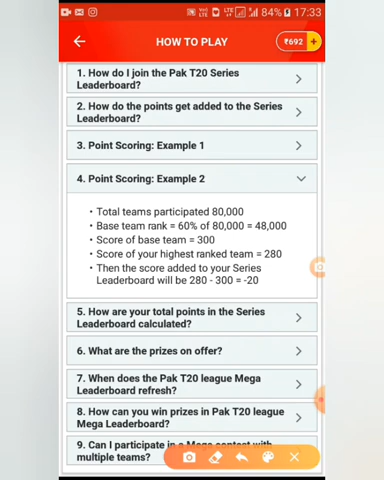 84% 17:33
HOW TO PLAY
₹692 +
1. How do I join the Pak T20 Series
Leaderboard?
2. How do the points get added to the Series
Leaderboard?
3. Point Scoring: Example 1
4. Point Scoring: Example 2
• Total teams participated 80,000
• Base team rank = 60% of 80,000 = 48,000
• Score of base team = 300
• Score of your highest ranked team = 280
• Then the score added to your Series
Leaderboard will be 280 - 300 = -20
5. How are your total points in the Series
Leaderboard calculated?
6. What are the prizes on offer?
7. When does the Pak T20 league Mega
Leaderboard refresh?
8. How can you win prizes in Pak T20 league
Mega Leaderboard?
9. Can I participate in a Mega contest with
multiple teams?